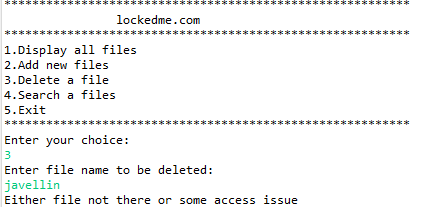 **********************************************************
lockedme.com
**********************************************************
1.Display all files
2.Add new files
3.Delete a file
4.Search a files
5.Exit
**********************************************************
Enter your choice:
3
Enter file name to be deleted:
javellin
Either file not there or some access issue